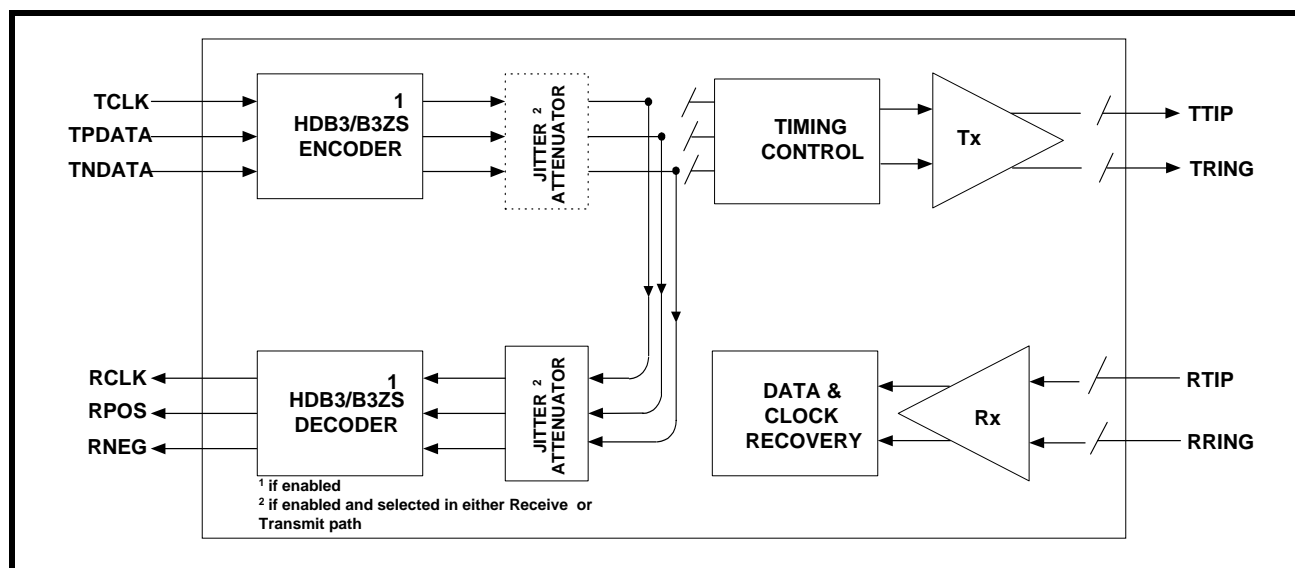 TCLK
TPDATA
TNDATA
1
HDB3/B3ZS
ENCODER
JITTER 2
ATTENUATOR
TIMING
CONTROL
Tx
TTIP
TRING
RCLK
RPOS
RNEG
1
HDB3/B3ZS
DECODER
JITTER 2
ATTENUATOR
DATA &
CLOCK
RECOVERY
Rx
RTIP
RRING
1 if enabled
2 if enabled and selected in either Receive or
Transmit path